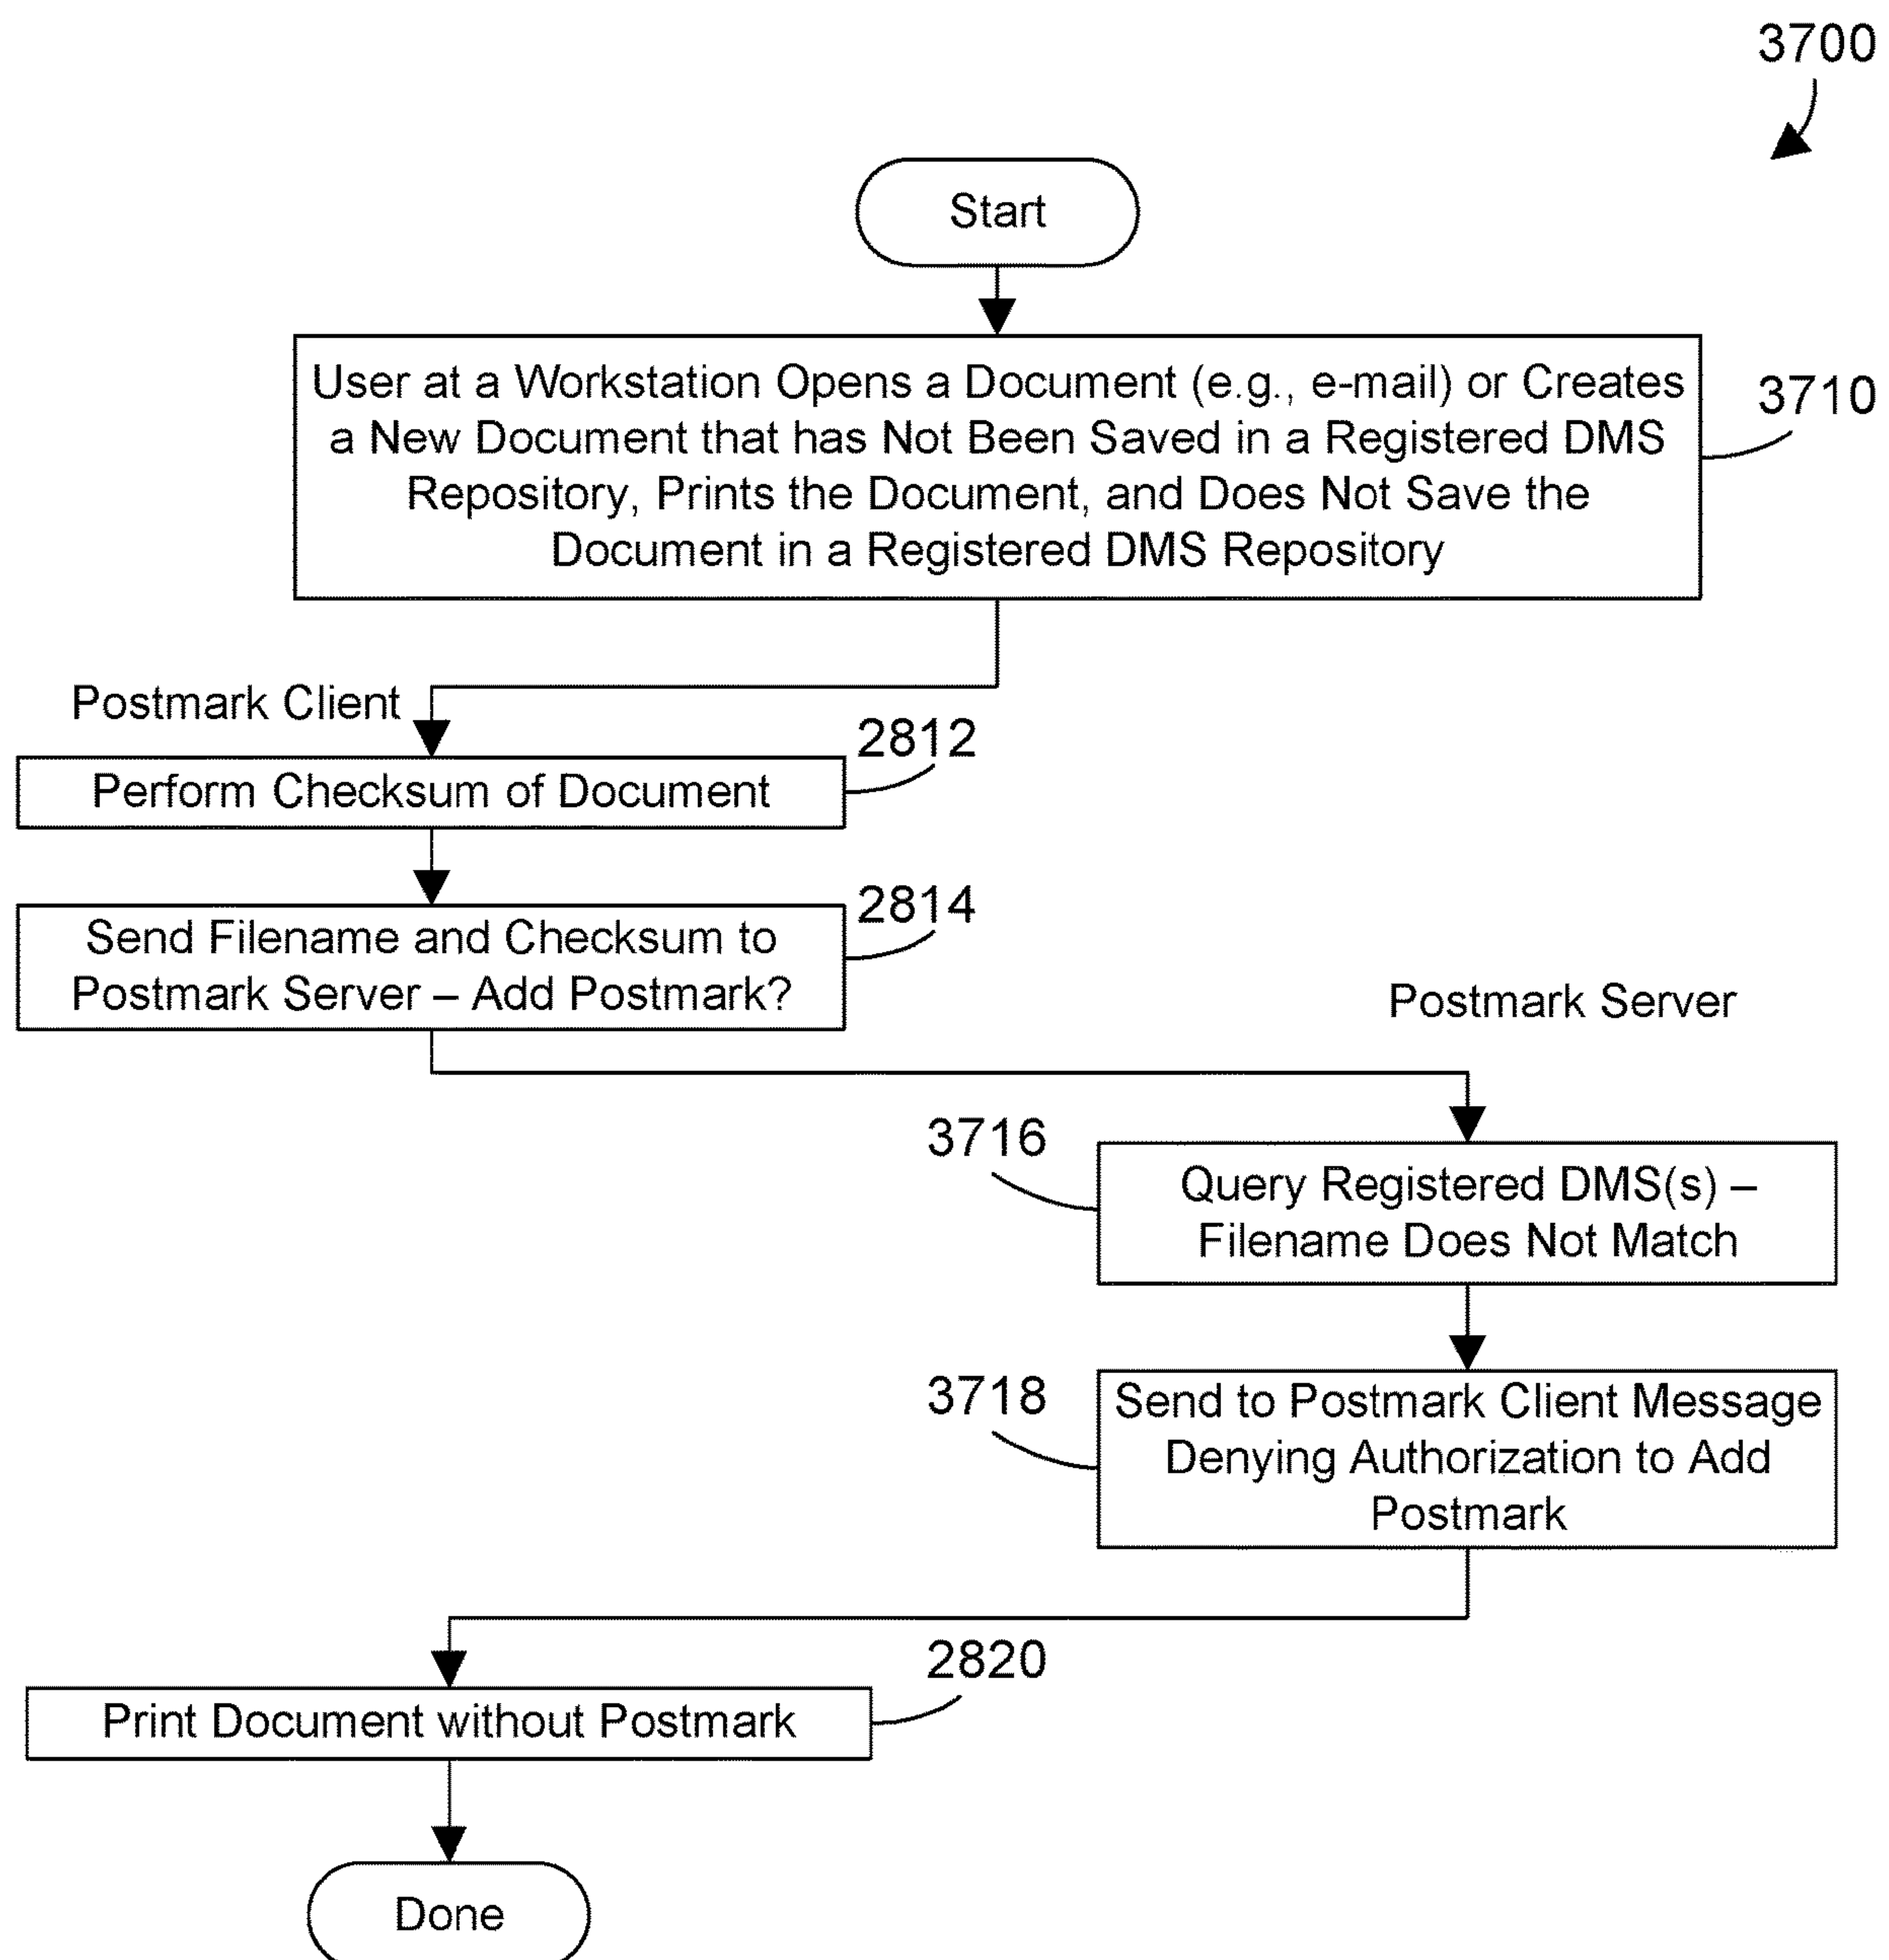 3700
Start
User at a Workstation Opens a Document (e.g., e-mail) or Creates
a New Document that has Not Been Saved in a Registered DMS
Repository, Prints the Document, and Does Not Save the
Document in a Registered DMS Repository
3710
Postmark Client
2812
Perform Checksum of Document
2814
Send Filename and Checksum to
Postmark Server – Add Postmark?
Postmark Server
3716
Query Registered DMS(s) –
Filename Does Not Match
3718
Send to Postmark Client Message
Denying Authorization to Add
Postmark
2820
Print Document without Postmark
Done